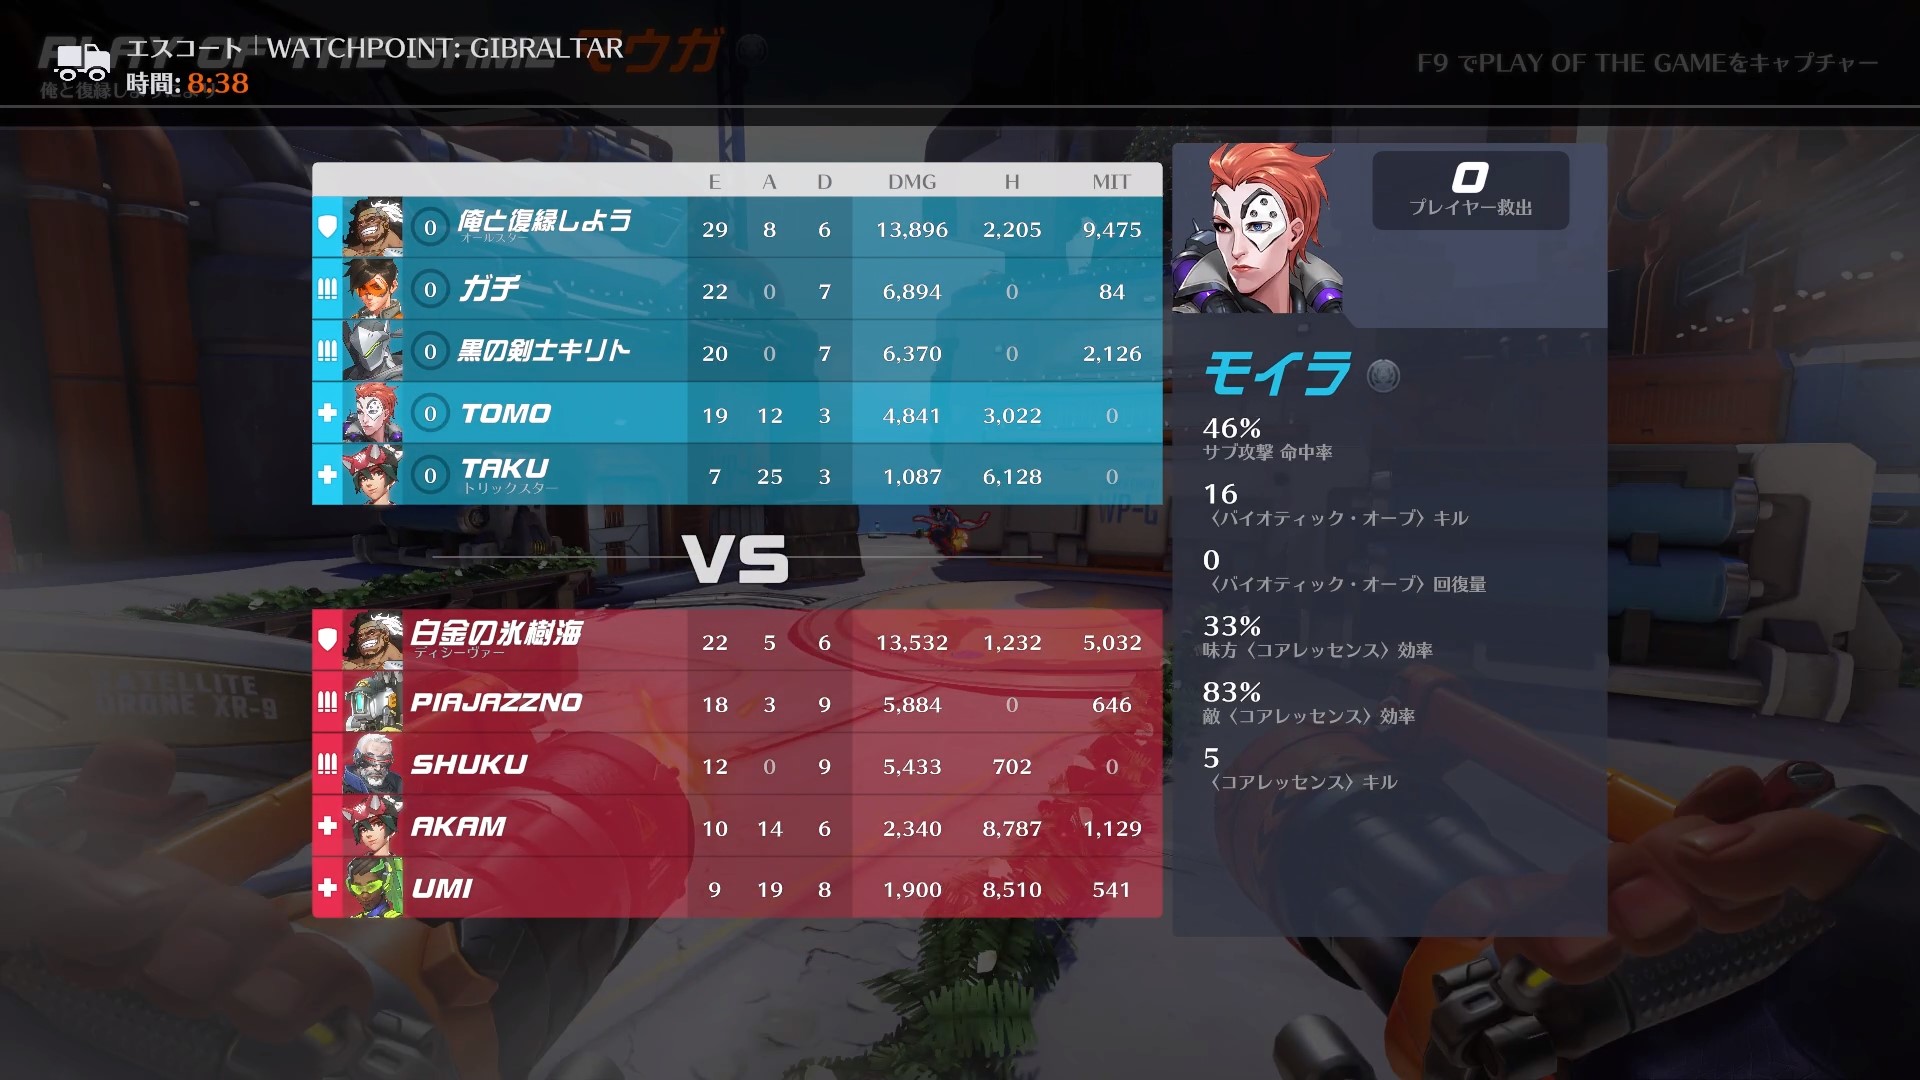 PLAY OF THE GAME モウガ
エスコート | WATCHPOINT: GIBRALTAR
時間: 8:38
F9 でPLAY OF THE GAMEをキャプチャー
E A D DMG H MIT
0 俺と復縁しよう 29 8 6 13,896 2,205 9,475
オールスター
0 ガチ 22 0 7 6,894 0 84
0 黒の剣士キリト 20 0 7 6,370 0 2,126
0 TOMO 19 12 3 4,841 3,022 0
0 TAKU 7 25 3 1,087 6,128 0
トリックスター
VS
白金の氷樹海 22 5 6 13,532 1,232 5,032
ディシーヴァー
PIAJAZZNO 18 3 9 5,884 0 646
SHUKU 12 0 9 5,433 702 0
AKAM 10 14 6 2,340 8,787 1,129
UMI 9 19 8 1,900 8,510 541
0
プレイヤー救出
モイラ
46%
サブ攻撃 命中率
16
〈バイオティック・オーブ〉キル
0
〈バイオティック・オーブ〉回復量
33%
味方〈コアレッセンス〉効率
83%
敵〈コアレッセンス〉効率
5
〈コアレッセンス〉キル
WP-G
SATELLITE
DRONE XR-9